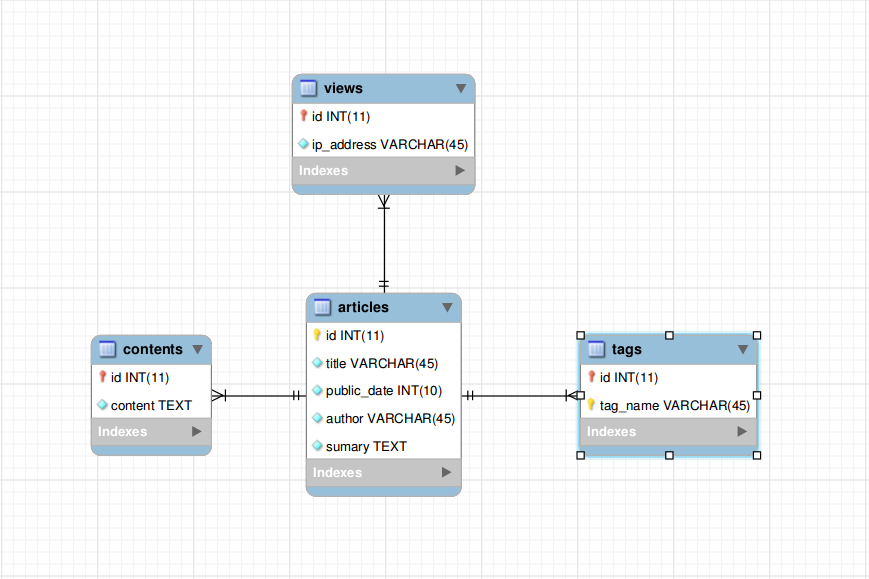 views
id INT(11)
ip_address VARCHAR(45)
Indexes
articles
id INT(11)
title VARCHAR(45)
public_date INT(10)
author VARCHAR(45)
sumary TEXT
Indexes
contents
id INT(11)
content TEXT
Indexes
tags
id INT(11)
tag_name VARCHAR(45)
Indexes